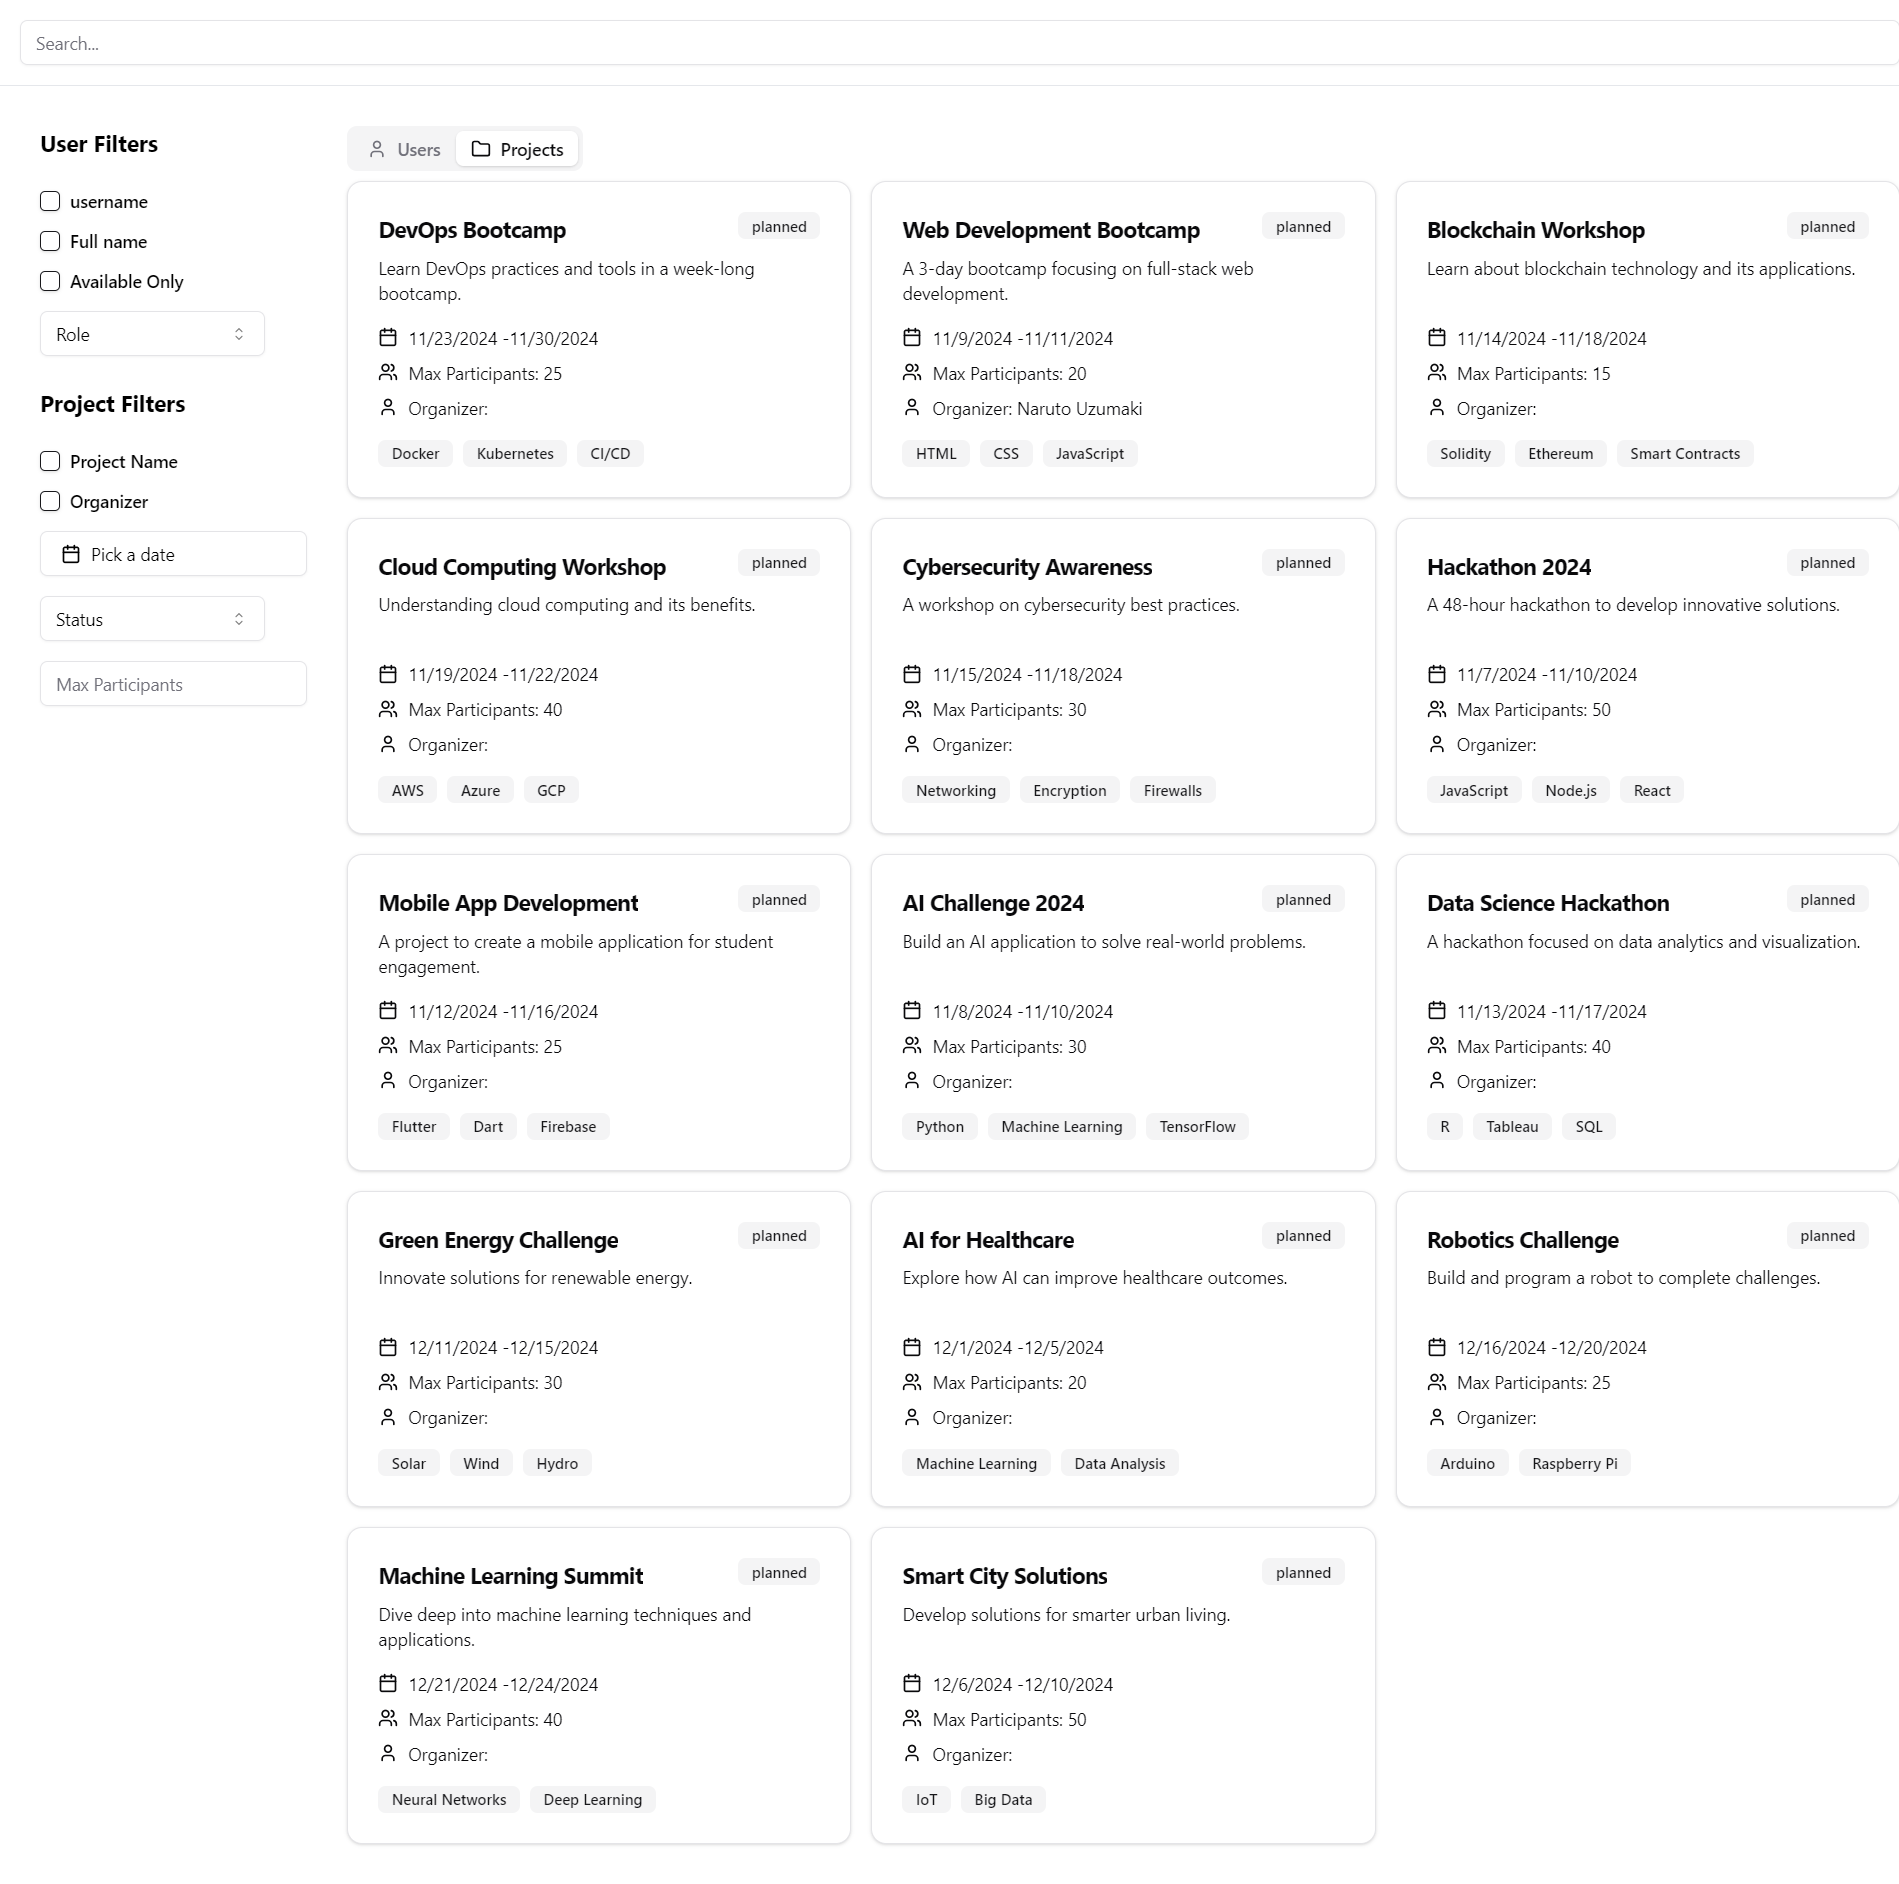 Search...
User Filters
username
Full name
Available Only
Role
Project Filters
Project Name
Organizer
Pick a date
Status
Max Participants
Users
Projects
DevOps Bootcamp
planned
Learn DevOps practices and tools in a week-long
bootcamp.
11/23/2024 -11/30/2024
Max Participants: 25
Organizer:
Docker Kubernetes CI/CD
Web Development Bootcamp
planned
A 3-day bootcamp focusing on full-stack web
development.
11/9/2024 -11/11/2024
Max Participants: 20
Organizer: Naruto Uzumaki
HTML CSS JavaScript
Blockchain Workshop
planned
Learn about blockchain technology and its applications.
11/14/2024 -11/18/2024
Max Participants: 15
Organizer:
Solidity Ethereum Smart Contracts
Cloud Computing Workshop
planned
Understanding cloud computing and its benefits.
11/19/2024 -11/22/2024
Max Participants: 40
Organizer:
AWS Azure GCP
Cybersecurity Awareness
planned
A workshop on cybersecurity best practices.
11/15/2024 -11/18/2024
Max Participants: 30
Organizer:
Networking Encryption Firewalls
Hackathon 2024
planned
A 48-hour hackathon to develop innovative solutions.
11/7/2024 -11/10/2024
Max Participants: 50
Organizer:
JavaScript Node.js React
Mobile App Development
planned
A project to create a mobile application for student
engagement.
11/12/2024 -11/16/2024
Max Participants: 25
Organizer:
Flutter Dart Firebase
AI Challenge 2024
planned
Build an AI application to solve real-world problems.
11/8/2024 -11/10/2024
Max Participants: 30
Organizer:
Python Machine Learning TensorFlow
Data Science Hackathon
planned
A hackathon focused on data analytics and visualization.
11/13/2024 -11/17/2024
Max Participants: 40
Organizer:
R Tableau SQL
Green Energy Challenge
planned
Innovate solutions for renewable energy.
12/11/2024 -12/15/2024
Max Participants: 30
Organizer:
Solar Wind Hydro
AI for Healthcare
planned
Explore how AI can improve healthcare outcomes.
12/1/2024 -12/5/2024
Max Participants: 20
Organizer:
Machine Learning Data Analysis
Robotics Challenge
planned
Build and program a robot to complete challenges.
12/16/2024 -12/20/2024
Max Participants: 25
Organizer:
Arduino Raspberry Pi
Machine Learning Summit
planned
Dive deep into machine learning techniques and
applications.
12/21/2024 -12/24/2024
Max Participants: 40
Organizer:
Neural Networks Deep Learning
Smart City Solutions
planned
Develop solutions for smarter urban living.
12/6/2024 -12/10/2024
Max Participants: 50
Organizer:
IoT Big Data